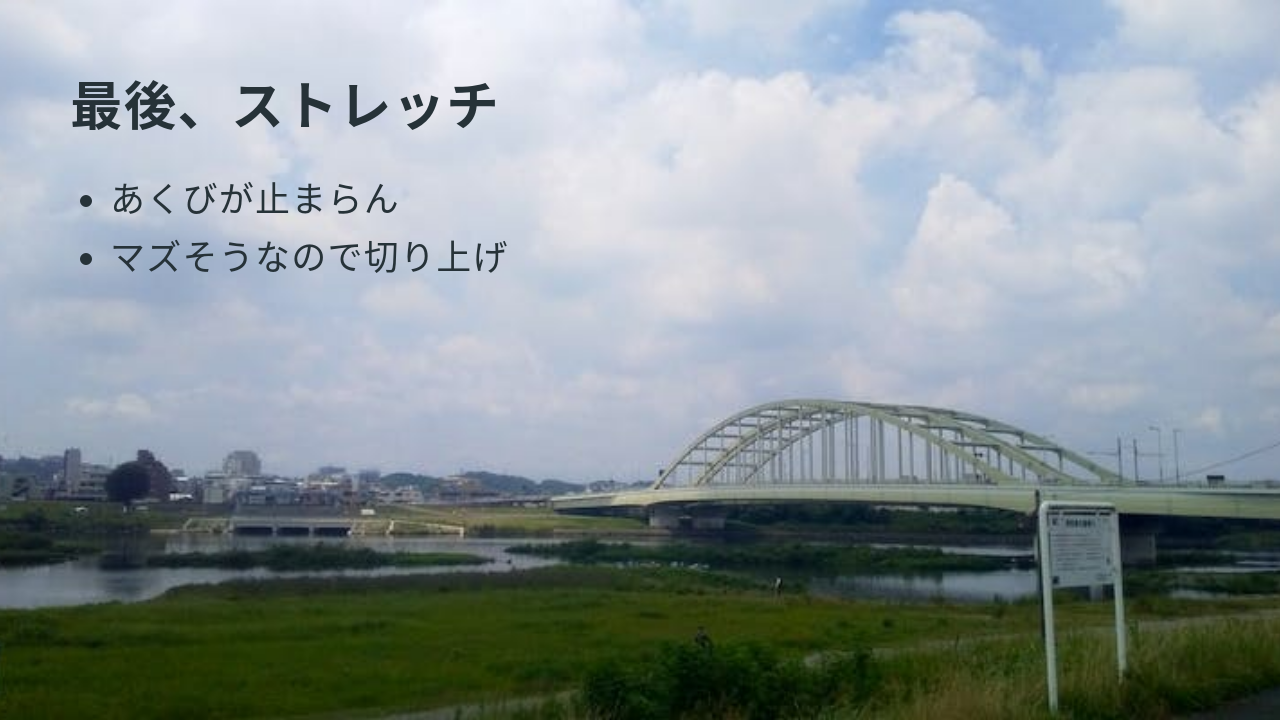 最後、ストレッチ
• あくびが止まらん
• マズそうなので切り上げ